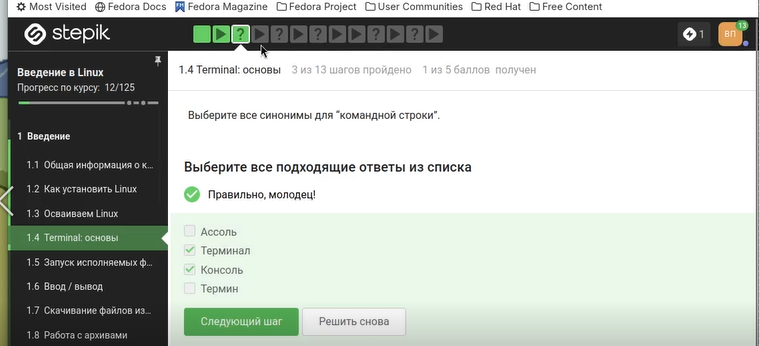 Most Visited Fedora Docs Fedora Magazine Fedora Project User Communities Red Hat Free Content
stepik
?
?
?
?
?
1
ВП
13
Введение в Linux
Прогресс по курсу: 12/125
1 Введение
1.1 Общая информация о к...
1.2 Как установить Linux
1.3 Осваиваем Linux
1.4 Terminal: основы
1.5 Запуск исполняемых ф...
1.6 Ввод / вывод
1.7 Скачивание файлов из...
1.8 Работа с архивами
1.4 Terminal: основы 3 из 13 шагов пройдено 1 из 5 баллов получен
Выберите все синонимы для “командной строки”.
Выберите все подходящие ответы из списка
Правильно, молодец!
Ассоль
Терминал
Консоль
Термин
Следующий шаг Решить снова